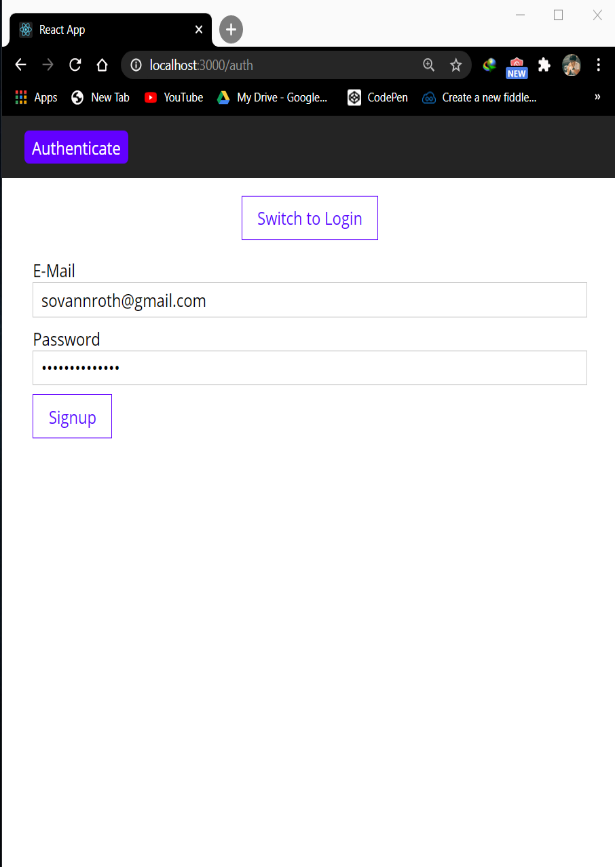 React App
localhost:3000/auth
NEW
Apps New Tab YouTube My Drive - Google... CodePen Create a new fiddle... »
Authenticate
Switch to Login
E-Mail
sovannroth@gmail.com
Password
••••••••••••••
Signup